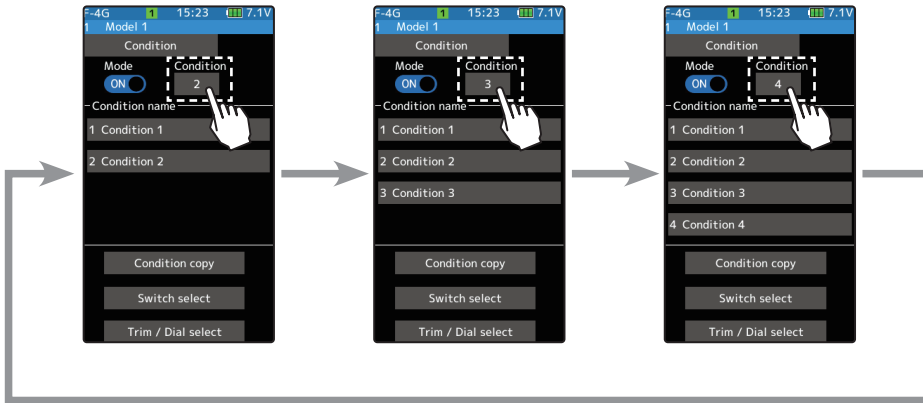 F-4G 1 15:23 7.1V
1 Model 1
Condition
Mode Condition
ON 2
Condition name
1 Condition 1
2 Condition 2
Condition copy
Switch select
Trim / Dial select
F-4G 1 15:23 7.1V
1 Model 1
Condition
Mode Condition
ON 3
Condition name
1 Condition 1
2 Condition 2
3 Condition 3
Condition copy
Switch select
Trim / Dial select
F-4G 1 15:23 7.1V
1 Model 1
Condition
Mode Condition
ON 4
Condition name
1 Condition 1
2 Condition 2
3 Condition 3
4 Condition 4
Condition copy
Switch select
Trim / Dial select